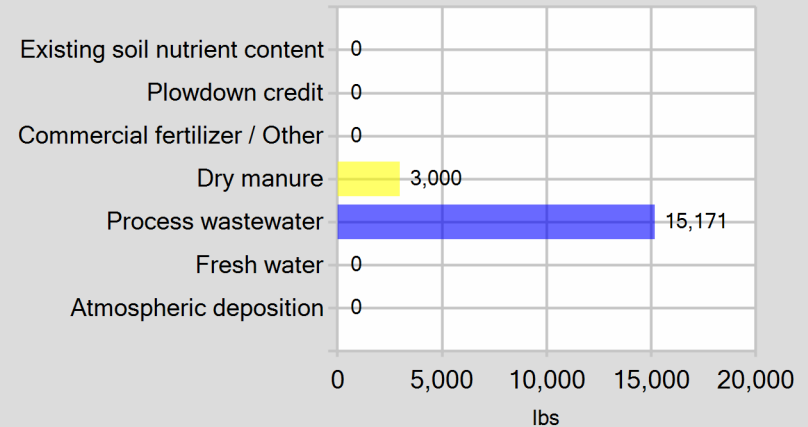 Existing soil nutrient content 0
Plowdown credit 0
Commercial fertilizer / Other 0
Dry manure 3,000
Process wastewater 15,171
Fresh water 0
Atmospheric deposition 0
0 5,000 10,000 15,000 20,000
lbs